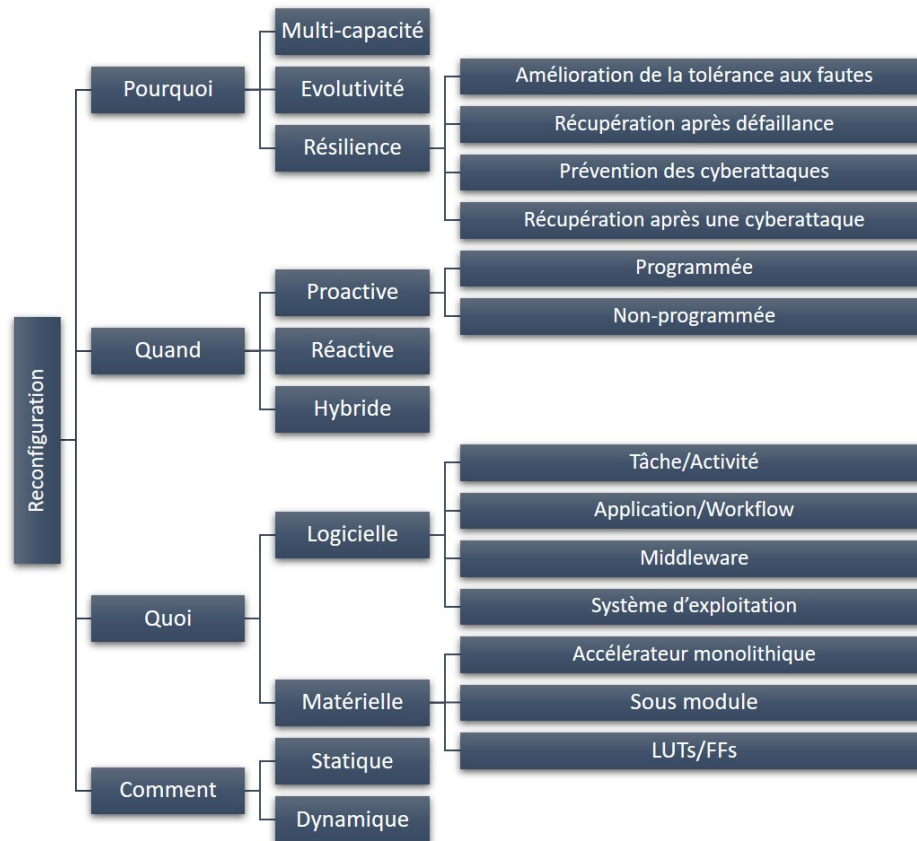 Reconfiguration
Pourquoi
Multi-capacité
Evolutivité
Résilience
Amélioration de la tolérance aux fautes
Récupération après défaillance
Prévention des cyberattaques
Récupération après une cyberattaque
Quand
Proactive
Programmée
Non-programmée
Réactive
Hybride
Quoi
Logicielle
Tâche/Activité
Application/Workflow
Middleware
Système d'exploitation
Matérielle
Accélérateur monolithique
Sous module
LUTs/FFs
Comment
Statique
Dynamique